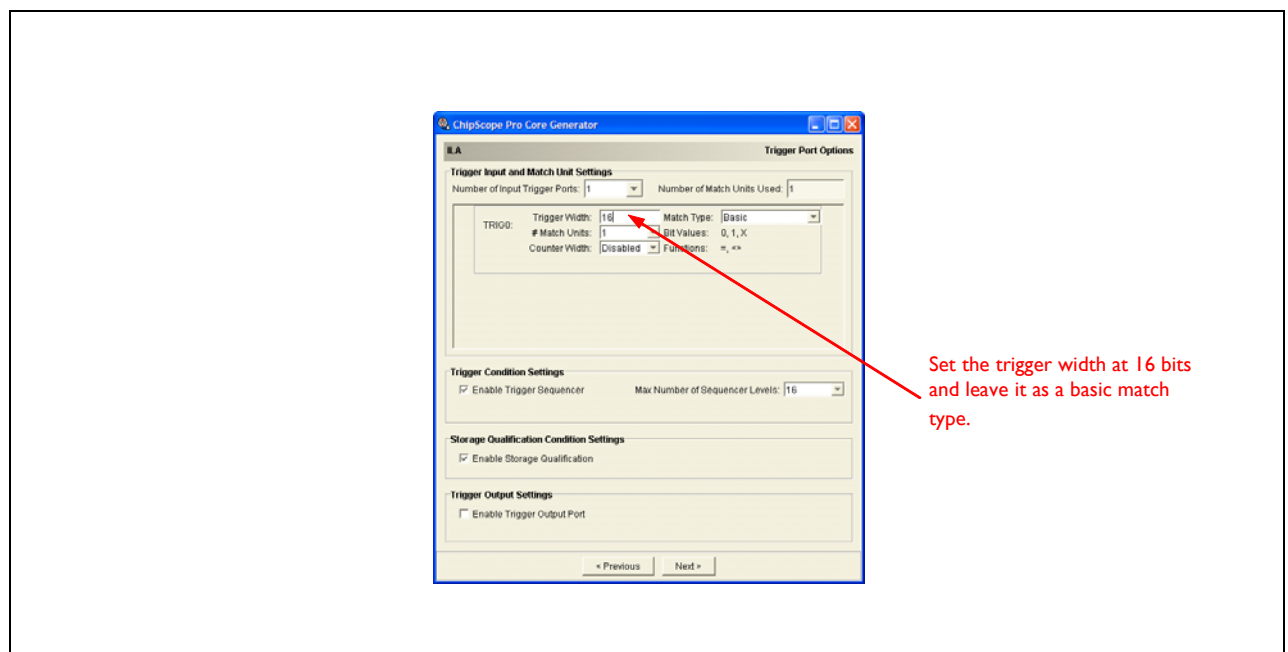 ChipScope Pro Core Generator
ILA Trigger Port Options
Trigger Input and Match Unit Settings
Number of Input Trigger Ports: 1 Number of Match Units Used: 1
TRIG0: Trigger Width: 16 Match Type: Basic
# Match Units: 1 Bit Values: 0, 1, X
Counter Width: Disabled Functions: =, <>
Set the trigger width at 16 bits
and leave it as a basic match
type.
Trigger Condition Settings
Enable Trigger Sequencer Max Number of Sequencer Levels: 16
Storage Qualification Condition Settings
Enable Storage Qualification
Trigger Output Settings
Enable Trigger Output Port
< Previous Next >